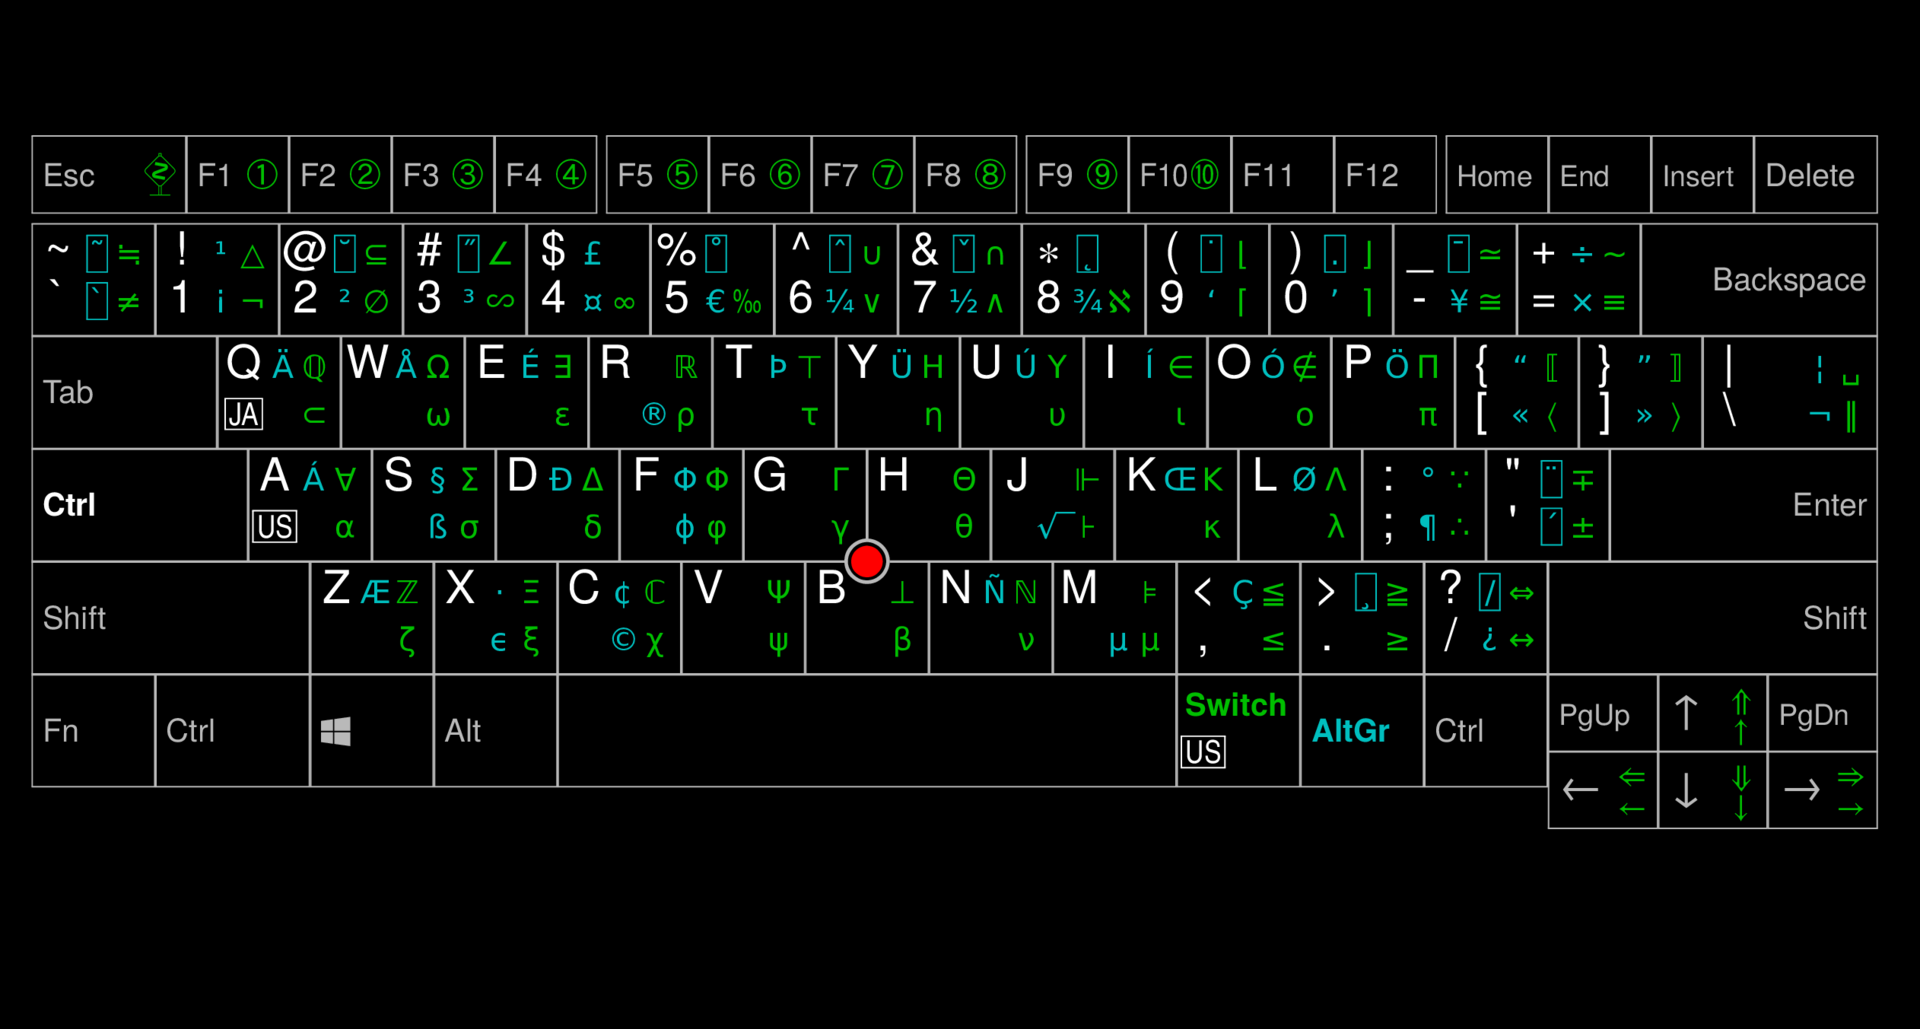 Esc F1 ① F2 ② F3 ③ F4 ④ F5 ⑤ F6 ⑥ F7 ⑦ F8 ⑧ F9 ⑨ F10 ⑩ F11 F12 Home End Insert Delete
~ ˜ ≒ ! ¹ △ @ ˘ ⊆ # ˝ ∠ $ £ % ˚ ^ ˆ ∪ & ˇ ∩ * ˛ ( ˙ ⌊ ) . ⌋ _ ¯ ≃ + ÷ ∼ Backspace
` ` ≠ 1 ¡ ¬ 2 ² ∅ 3 ³ ∽ 4 ¤ ∞ 5 € ‰ 6 ¼ ∨ 7 ½ ∧ 8 ¾ ℵ 9 ‘ ⌈ 0 ’ ⌉ - ¥ ≅ = × ≡
Tab Q Ä ℚ W Å Ω E É ∃ R ℝ T Þ ⊤ Y Ü Η U Ú Υ I Í ∈ O Ó ∉ P Ö Π { “ ⟦ } ” ⟧ | ¦ ␣
JA ⊂ ω ε ® ρ τ η υ ι ο π [ « ⟨ ] » ⟩ \ ¬ ∥
Ctrl A Á ∀ S § Σ D Ð Δ F Φ Φ G Γ H Θ J ⊩ K Œ Κ L Ø Λ : ° ∵ " ¨ ∓ Enter
US α ß σ δ ϕ φ γ θ √ ⊦ κ λ ; ¶ ∴ ' ´ ±
Shift Z Æ ℤ X · Ξ C ¢ ℂ V Ψ B ⊥ N Ñ ℕ M ⊧ < Ç ≦ > ¸ ≧ ? / ⇔ Shift
ζ ϵ ξ © χ ψ β ν µ μ , ≤ . ≥ / ¿ ⇔
Fn Ctrl Alt Switch AltGr Ctrl PgUp ↑ ⇑ ↑ PgDn
US ← ⇐ ← ↓ ⇓ ↓ → ⇒ →